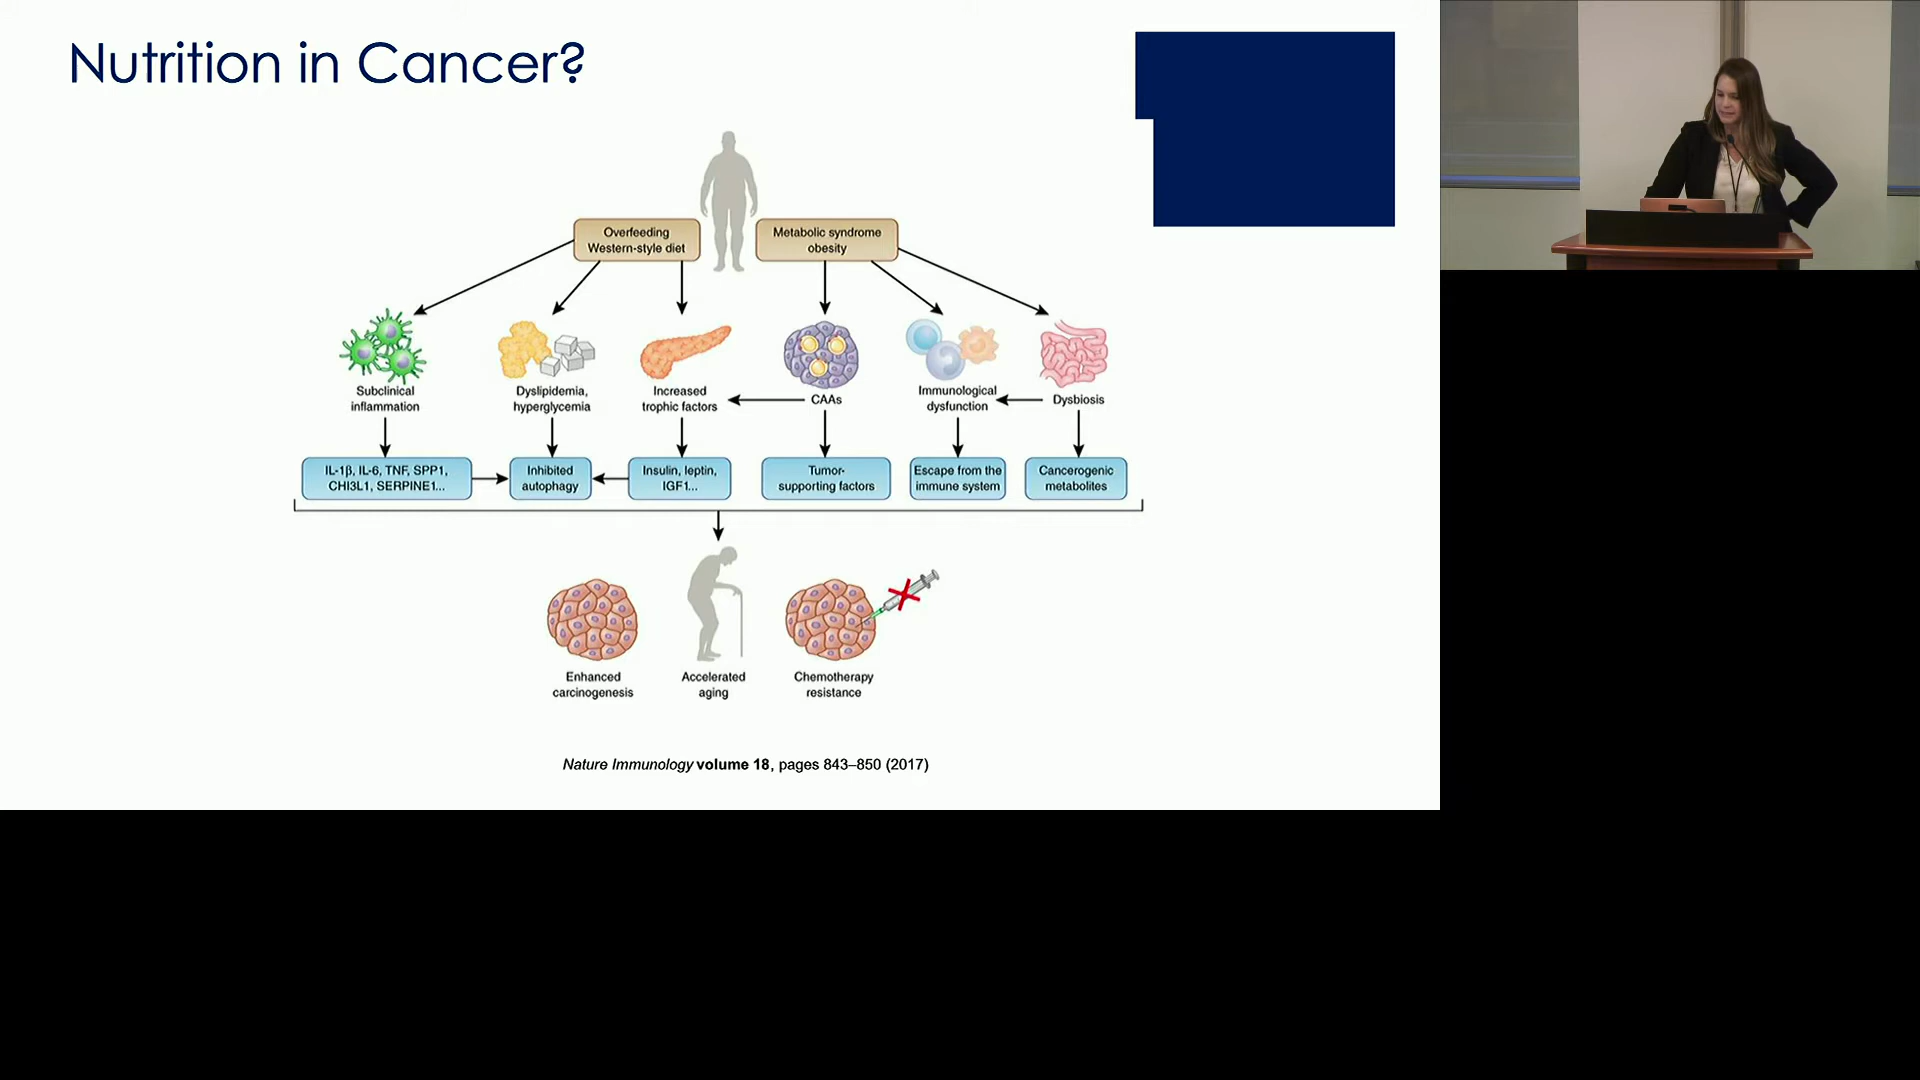 Nutrition in Cancer?
Overfeeding
Western-style diet
Metabolic syndrome
obesity
Subclinical
inflammation
Dyslipidemia,
hyperglycemia
Increased
trophic factors
CAAs
Immunological
dysfunction
Dysbiosis
IL-1β, IL-6, TNF, SPP1,
CHI3L1, SERPINE1...
Inhibited
autophagy
Insulin, leptin,
IGF1...
Tumor-
supporting factors
Escape from the
immune system
Cancerogenic
metabolites
Enhanced
carcinogenesis
Accelerated
aging
Chemotherapy
resistance
Nature Immunology volume 18, pages 843–850 (2017)